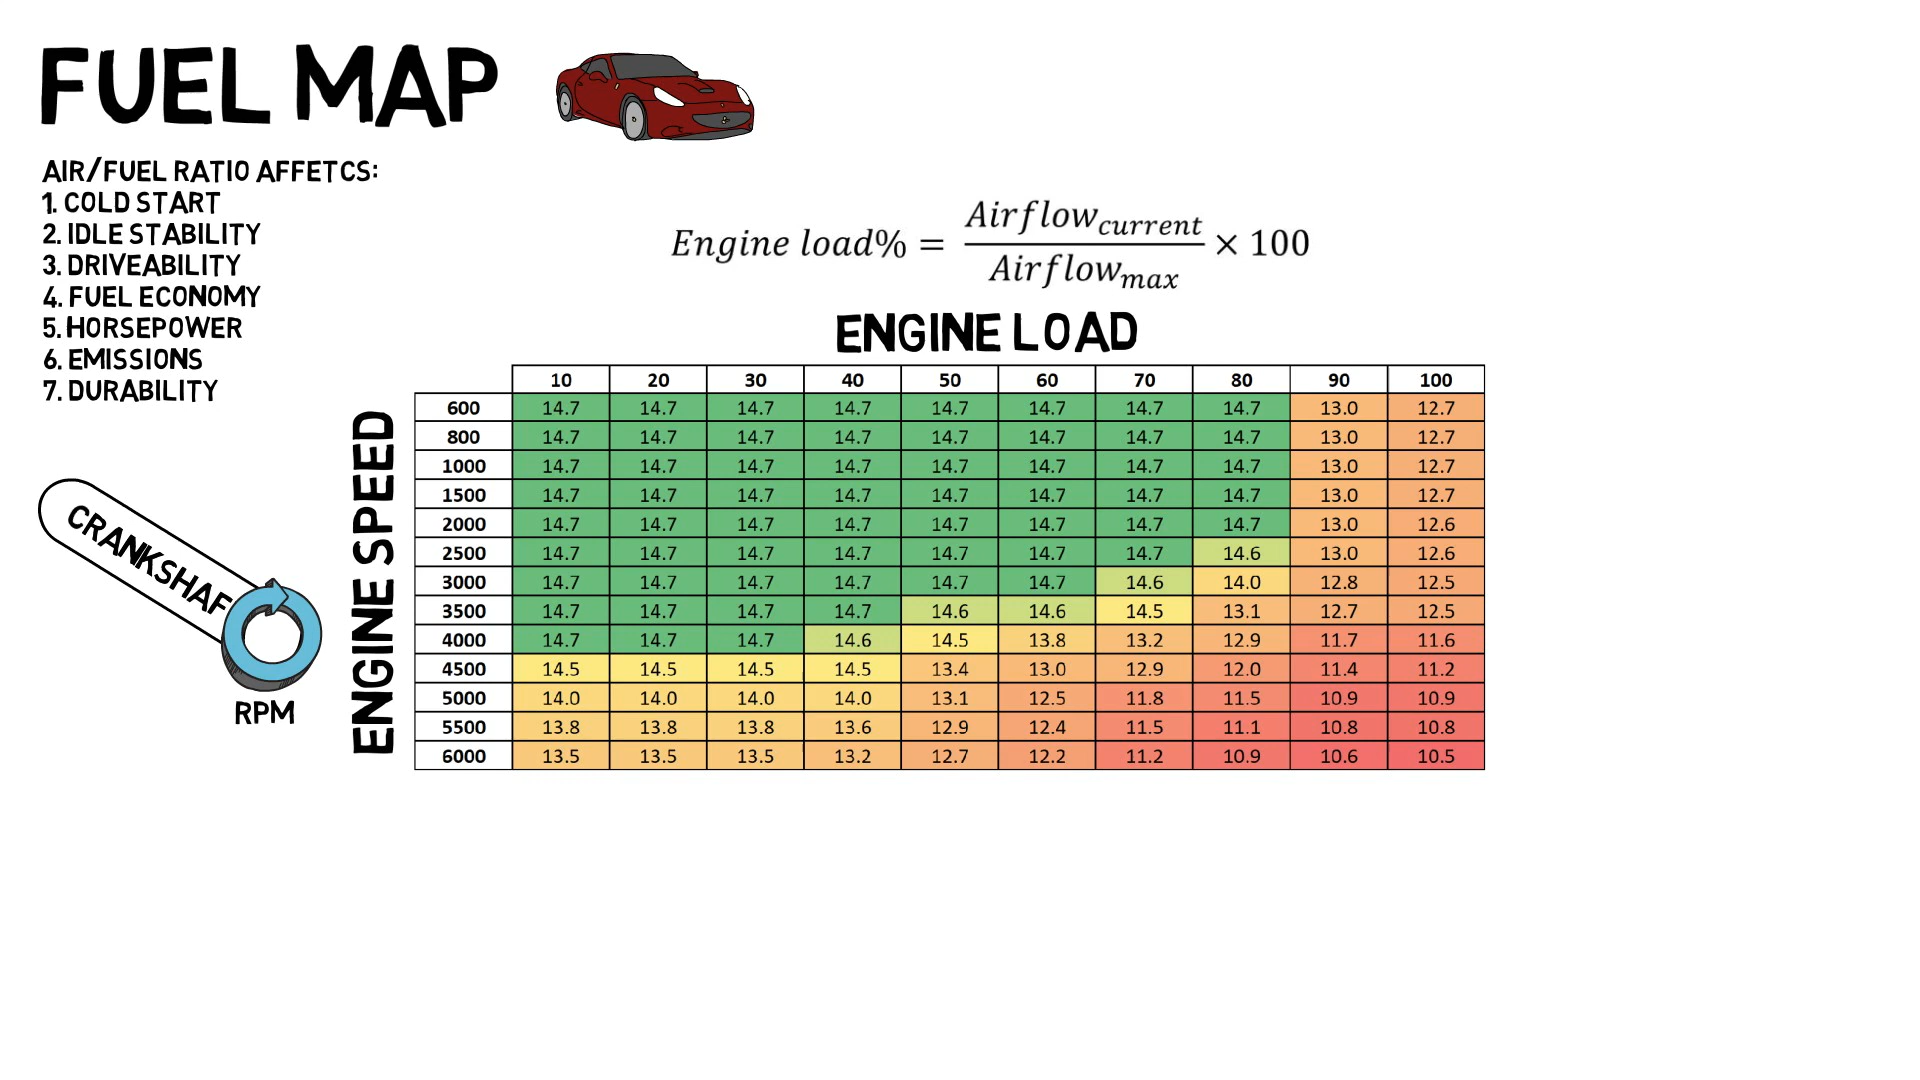 FUEL MAP
AIR/FUEL RATIO AFFETCS:
1. COLD START
2. IDLE STABILITY
3. DRIVEABILITY
4. FUEL ECONOMY
5. HORSEPOWER
6. EMISSIONS
7. DURABILITY
Engine load% = Airflow_current / Airflow_max × 100
ENGINE LOAD
10 20 30 40 50 60 70 80 90 100
600 14.7 14.7 14.7 14.7 14.7 14.7 14.7 14.7 13.0 12.7
800 14.7 14.7 14.7 14.7 14.7 14.7 14.7 14.7 13.0 12.7
1000 14.7 14.7 14.7 14.7 14.7 14.7 14.7 14.7 13.0 12.7
1500 14.7 14.7 14.7 14.7 14.7 14.7 14.7 14.7 13.0 12.7
2000 14.7 14.7 14.7 14.7 14.7 14.7 14.7 14.7 13.0 12.6
2500 14.7 14.7 14.7 14.7 14.7 14.7 14.7 14.6 13.0 12.6
3000 14.7 14.7 14.7 14.7 14.7 14.7 14.6 14.0 12.8 12.5
3500 14.7 14.7 14.7 14.7 14.6 14.6 14.5 13.1 12.7 12.5
4000 14.7 14.7 14.7 14.6 14.5 13.8 13.2 12.9 11.7 11.6
4500 14.5 14.5 14.5 14.5 13.4 13.0 12.9 12.0 11.4 11.2
5000 14.0 14.0 14.0 14.0 13.1 12.5 11.8 11.5 10.9 10.9
5500 13.8 13.8 13.8 13.6 12.9 12.4 11.5 11.1 10.8 10.8
6000 13.5 13.5 13.5 13.2 12.7 12.2 11.2 10.9 10.6 10.5
ENGINE SPEED
CRANKSHAF
RPM